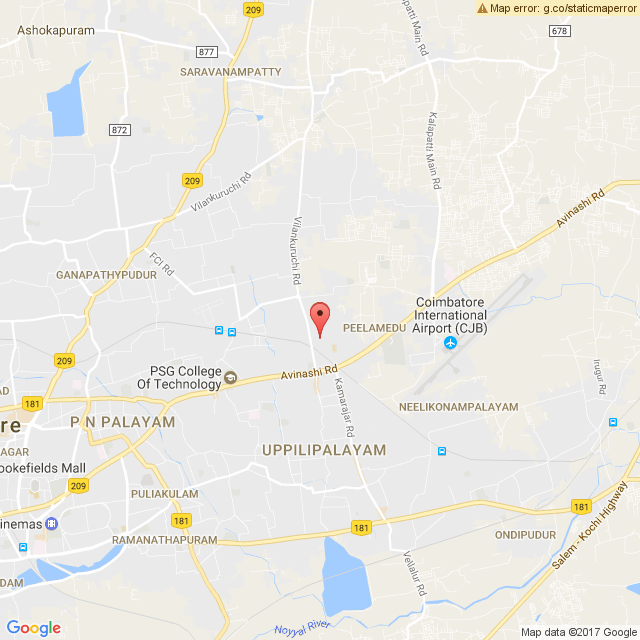 Map error: g.co/staticmaperror
Ashokapuram
209
877
678
SARAVANAMPATTY
Kalapatti Main Rd
Kalapatti Main Rd
872
209
Vilankuruchi Rd
Avinashi Rd
Vilankuruchi Rd
FCI Rd
GANAPATHYPUDUR
Coimbatore
International
Airport (CJB)
PEELAMEDU
209
PSG College
Of Technology
Avinashi Rd
Irugur Rd
AD
181
Kamarajar Rd
NEELIKONAMPALAYAM
ore
P N PALAYAM
NAGAR
UPPILIPALAYAM
ookefields Mall
209
PULIAKULAM
Salem - Kochi Highway
181
181
181
inemas
RAMANATHAPURAM
ONDIPUDUR
Vellalur Rd
DAM
Noyyal River
Google
Map data ©2017 Google